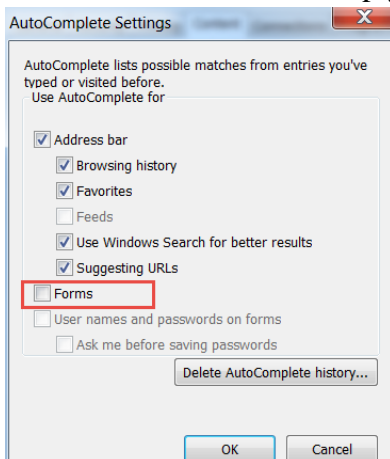 AutoComplete Settings
AutoComplete lists possible matches from entries you've
typed or visited before.
Use AutoComplete for
Address bar
Browsing history
Favorites
Feeds
Use Windows Search for better results
Suggesting URLs
Forms
User names and passwords on forms
Ask me before saving passwords
Delete AutoComplete history...
OK Cancel